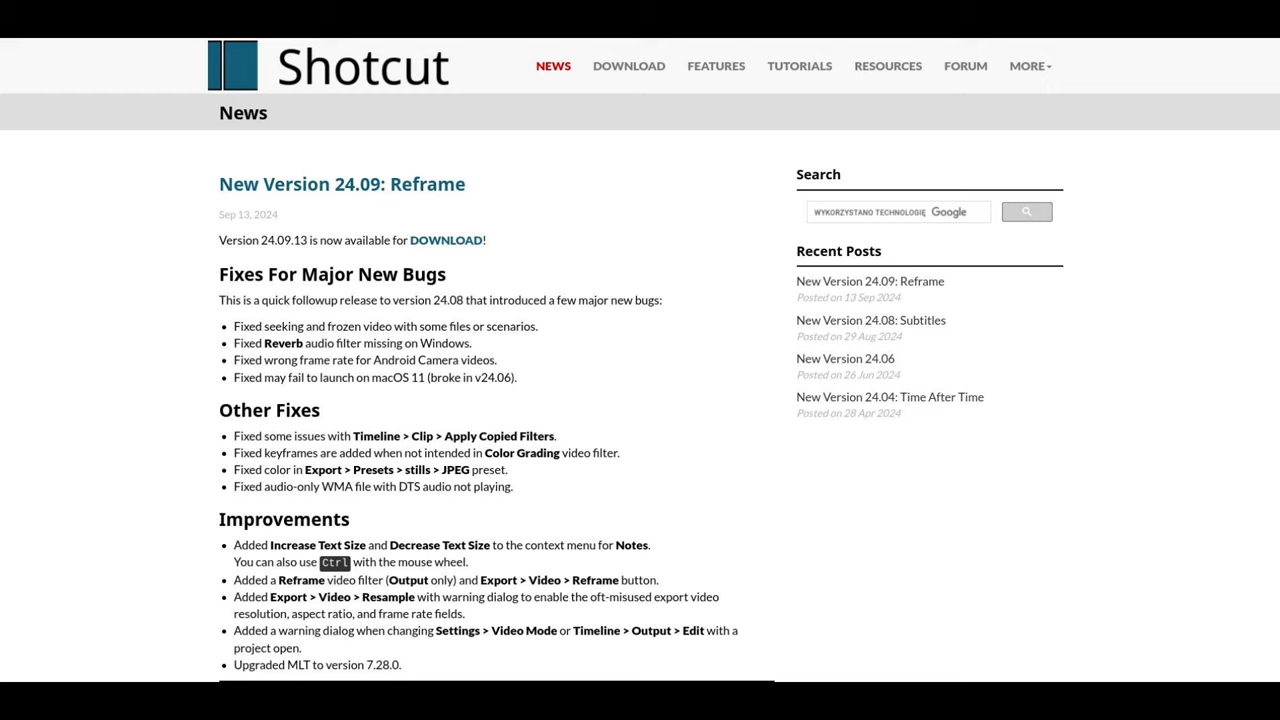 Shotcut
NEWS DOWNLOAD FEATURES TUTORIALS RESOURCES FORUM MORE
News
New Version 24.09: Reframe
Sep 13, 2024
Version 24.09.13 is now available for DOWNLOAD!
Fixes For Major New Bugs
This is a quick followup release to version 24.08 that introduced a few major new bugs:
• Fixed seeking and frozen video with some files or scenarios.
• Fixed Reverb audio filter missing on Windows.
• Fixed wrong frame rate for Android Camera videos.
• Fixed may fail to launch on macOS 11 (broke in v24.06).
Other Fixes
• Fixed some issues with Timeline > Clip > Apply Copied Filters.
• Fixed keyframes are added when not intended in Color Grading video filter.
• Fixed color in Export > Presets > stills > JPEG preset.
• Fixed audio-only WMA file with DTS audio not playing.
Improvements
• Added Increase Text Size and Decrease Text Size to the context menu for Notes.
You can also use Ctrl with the mouse wheel.
• Added a Reframe video filter (Output only) and Export > Video > Reframe button.
• Added Export > Video > Resample with warning dialog to enable the oft-misused export video
resolution, aspect ratio, and frame rate fields.
• Added a warning dialog when changing Settings > Video Mode or Timeline > Output > Edit with a
project open.
• Upgraded MLT to version 7.28.0.
Search
WYKORZYSTANO TECHNOLOGIĘ Google
Recent Posts
New Version 24.09: Reframe
Posted on 13 Sep 2024
New Version 24.08: Subtitles
Posted on 29 Aug 2024
New Version 24.06
Posted on 26 Jun 2024
New Version 24.04: Time After Time
Posted on 28 Apr 2024